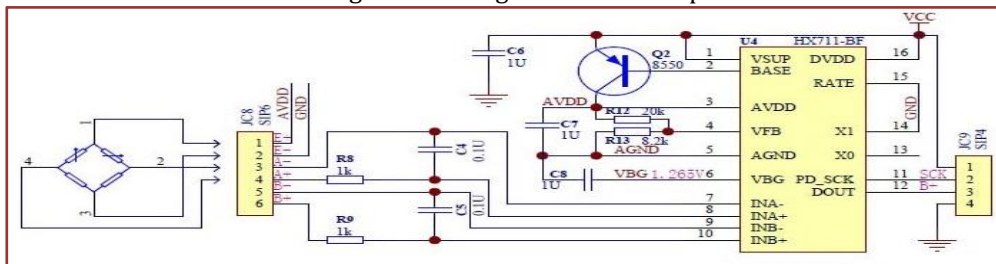 VCC
U4 HX711-BF
C6
1U
Q2
8550
1 VSUP DVDD 16
2 BASE
RATE 15
AVDD
3 AVDD
R12 20k
GND
C7
1U
4 VFB X1 14
R13 8.2k
AGND
5 AGND X0 13
C8
1U
VBG 1.265V 6 VBG PD_SCK 11 SCK
DOUT 12 B+
7 INA-
8 INA+
9 INB-
10 INB+
JC9
SIP4
1
2
3
4
AVDD
GND
JC8
SIP6
1 E+
2 E-
3 A-
4 A+
5 B-
6 B+
R8
1k
C4
0.1U
C5
0.1U
R9
1k
1
2
3
4